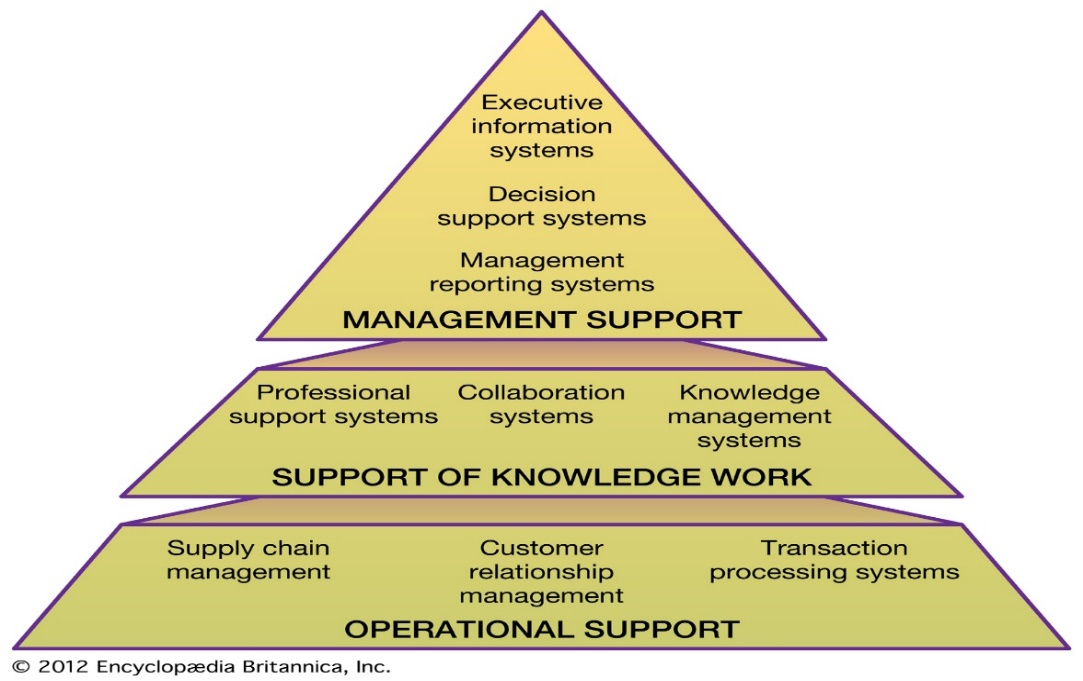 Executive
information
systems
Decision
support systems
Management
reporting systems
MANAGEMENT SUPPORT
Professional
support systems
Collaboration
systems
Knowledge
management
systems
SUPPORT OF KNOWLEDGE WORK
Supply chain
management
Customer
relationship
management
Transaction
processing systems
OPERATIONAL SUPPORT
© 2012 Encyclopædia Britannica, Inc.